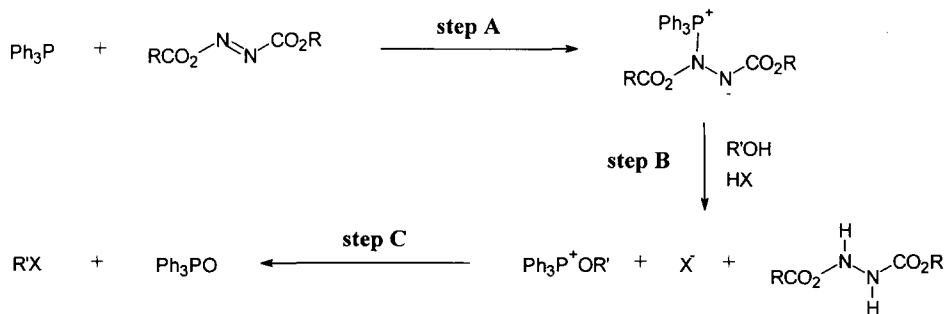 Ph3P + RCO2 N=N CO2R step A Ph3P+
RCO2 N N- CO2R
step B R'OH
HX
R'X + Ph3PO step C Ph3P+OR' + X- + RCO2 N N CO2R
H
H